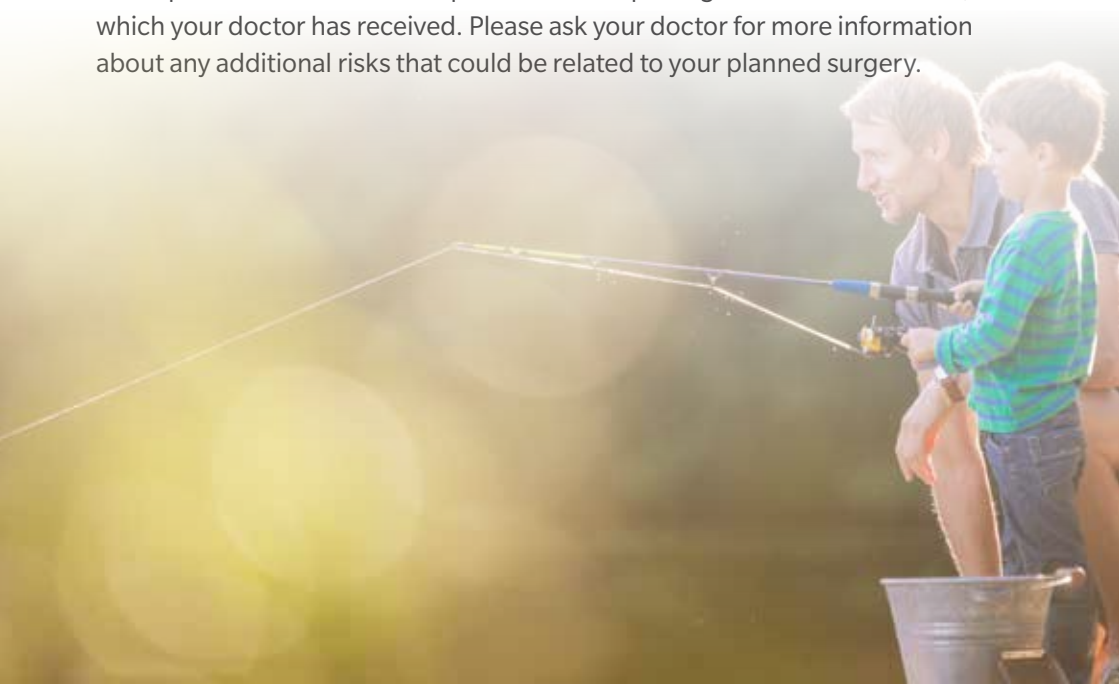 which your doctor has received. Please ask your doctor for more information
about any additional risks that could be related to your planned surgery.